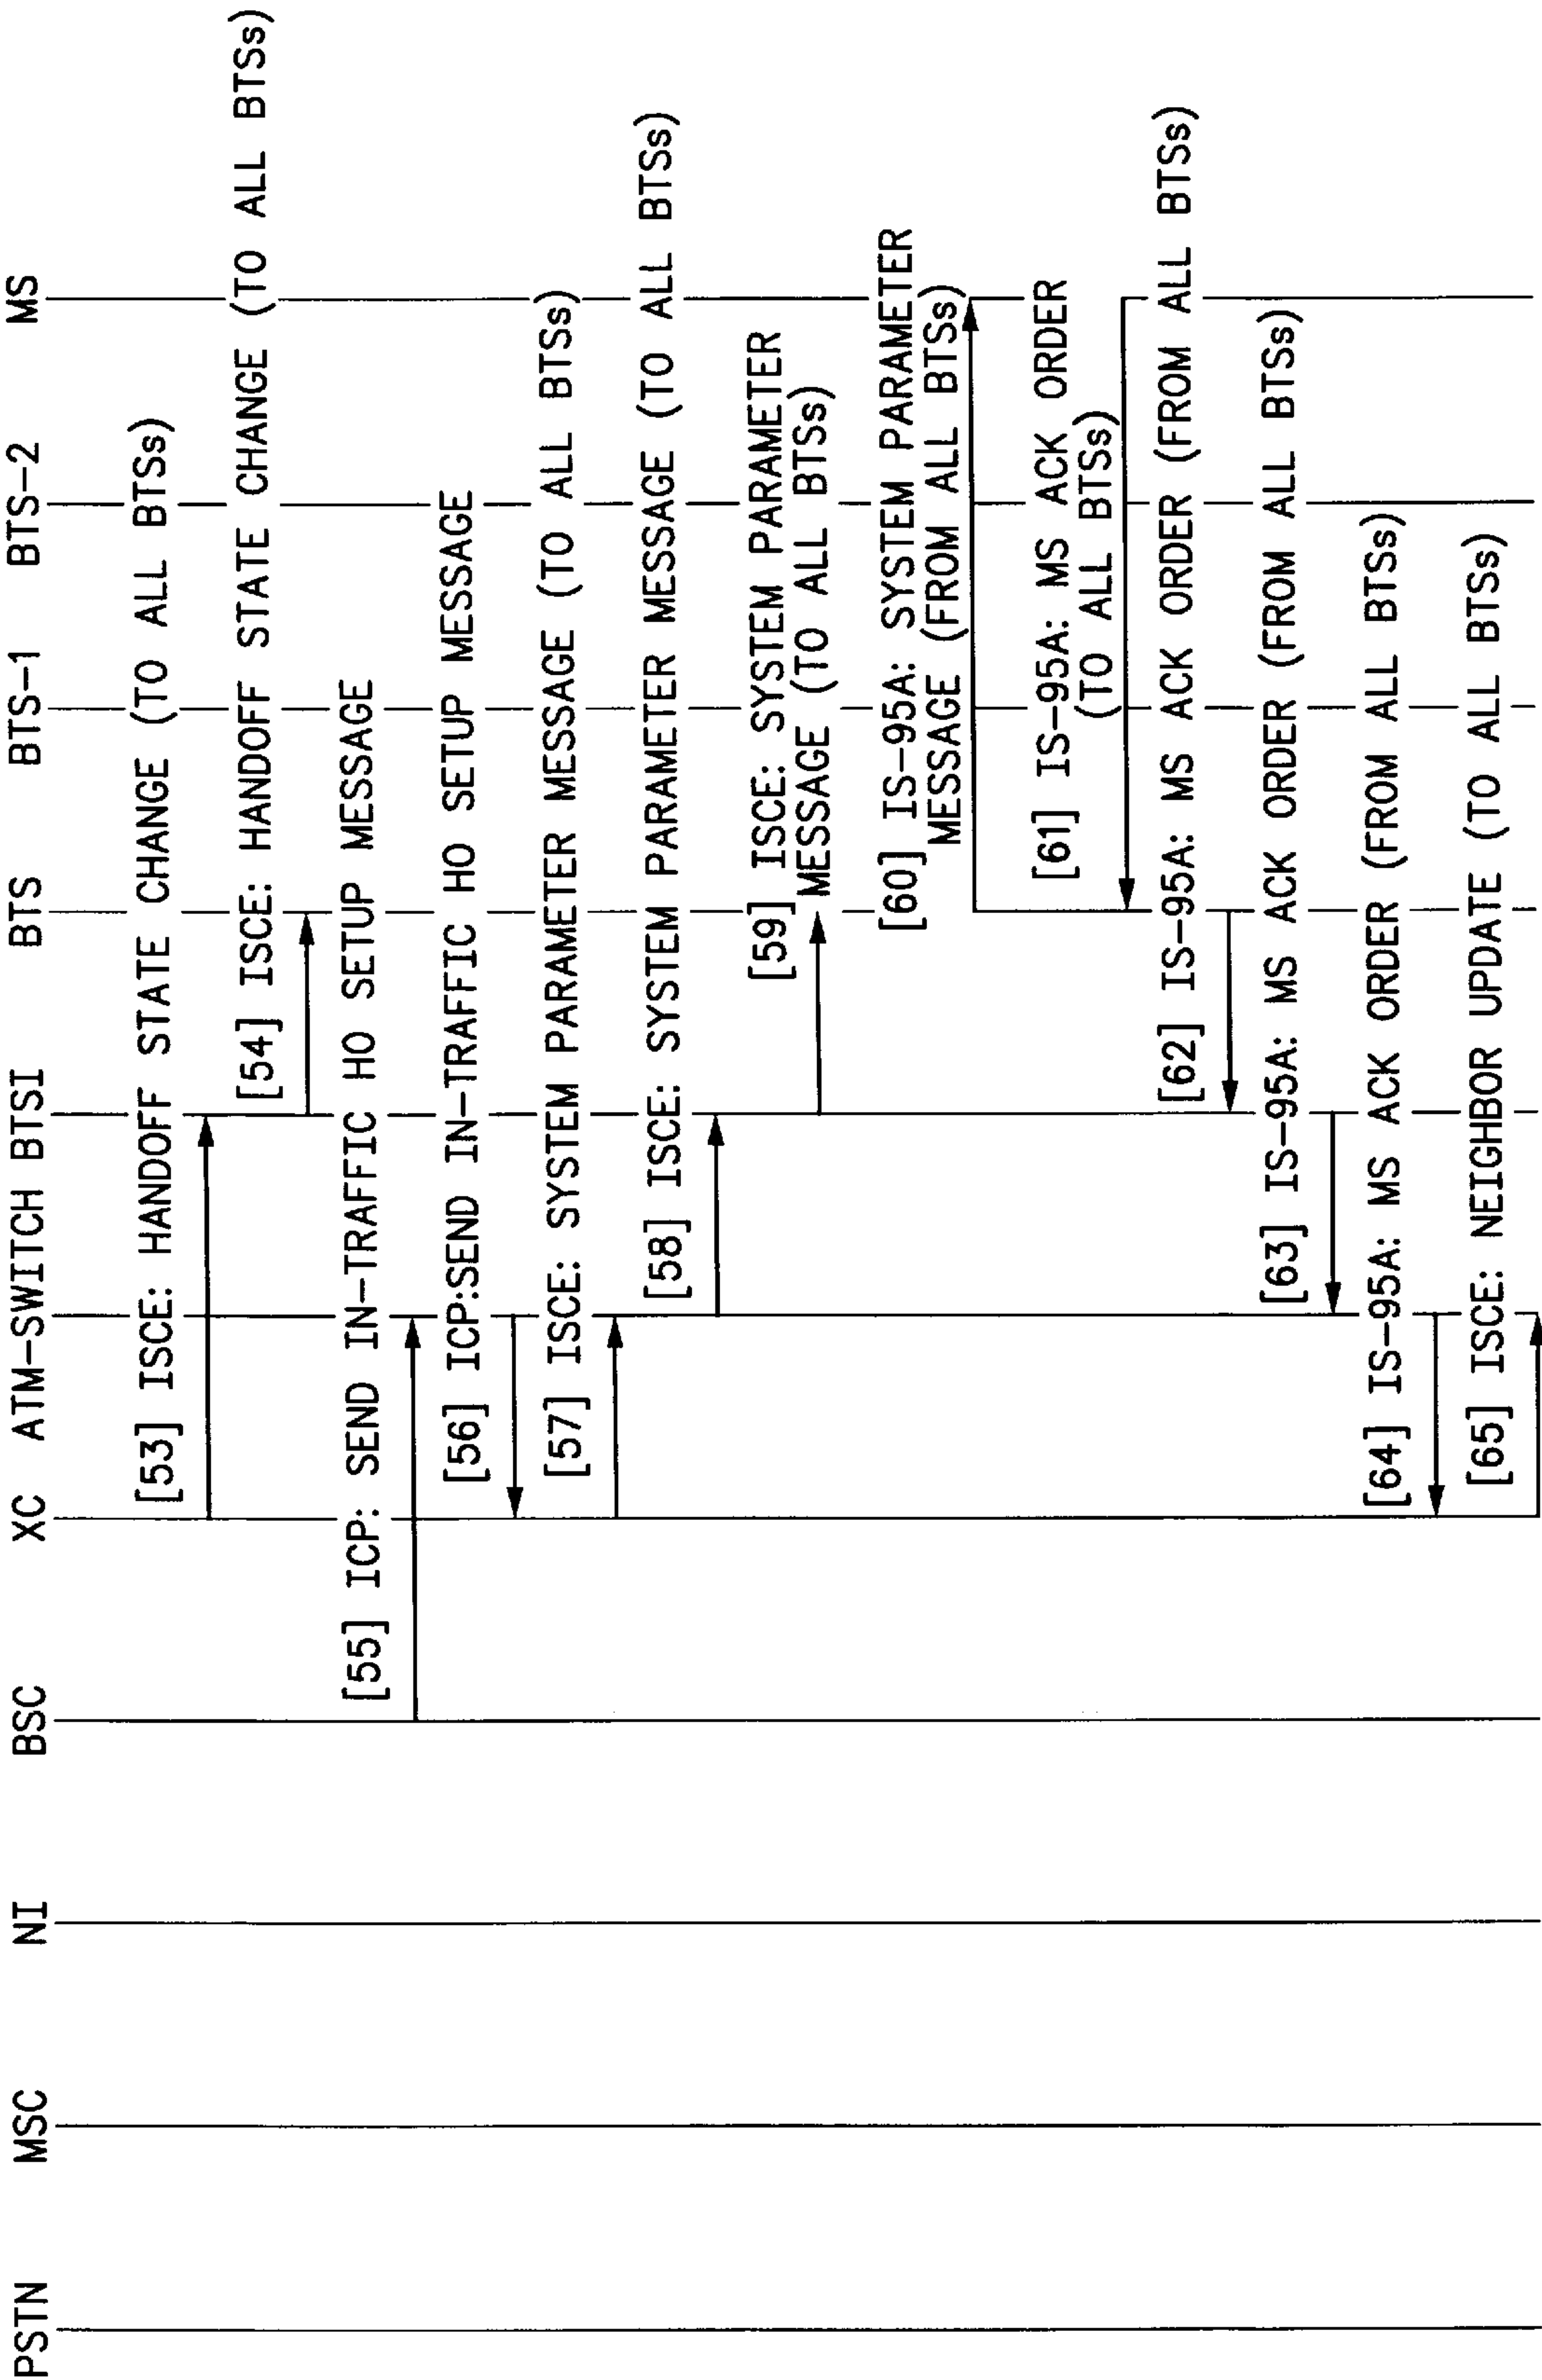 PSTN MSC NI BSC XC ATM-SWITCH BTSI BTS BTS-1 BTS-2 MS
[53] ISCE: HANDOFF STATE CHANGE (TO ALL BTSs)
[54] ISCE: HANDOFF STATE CHANGE (TO ALL BTSs)
[55] ICP: SEND IN-TRAFFIC HO SETUP MESSAGE
[56] ICP:SEND IN-TRAFFIC HO SETUP MESSAGE
[57] ISCE: SYSTEM PARAMETER MESSAGE (TO ALL BTSs)
[58] ISCE: SYSTEM PARAMETER MESSAGE (TO ALL BTSs)
[59] ISCE: SYSTEM PARAMETER
MESSAGE (TO ALL BTSs)
[60] IS-95A: SYSTEM PARAMETER
MESSAGE (FROM ALL BTSs)
[61] IS-95A: MS ACK ORDER
(TO ALL BTSs)
[62] IS-95A: MS ACK ORDER (FROM ALL BTSs)
[63] IS-95A: MS ACK ORDER (FROM ALL BTSs)
[64] IS-95A: MS ACK ORDER (FROM ALL BTSs)
[65] ISCE: NEIGHBOR UPDATE (TO ALL BTSs)